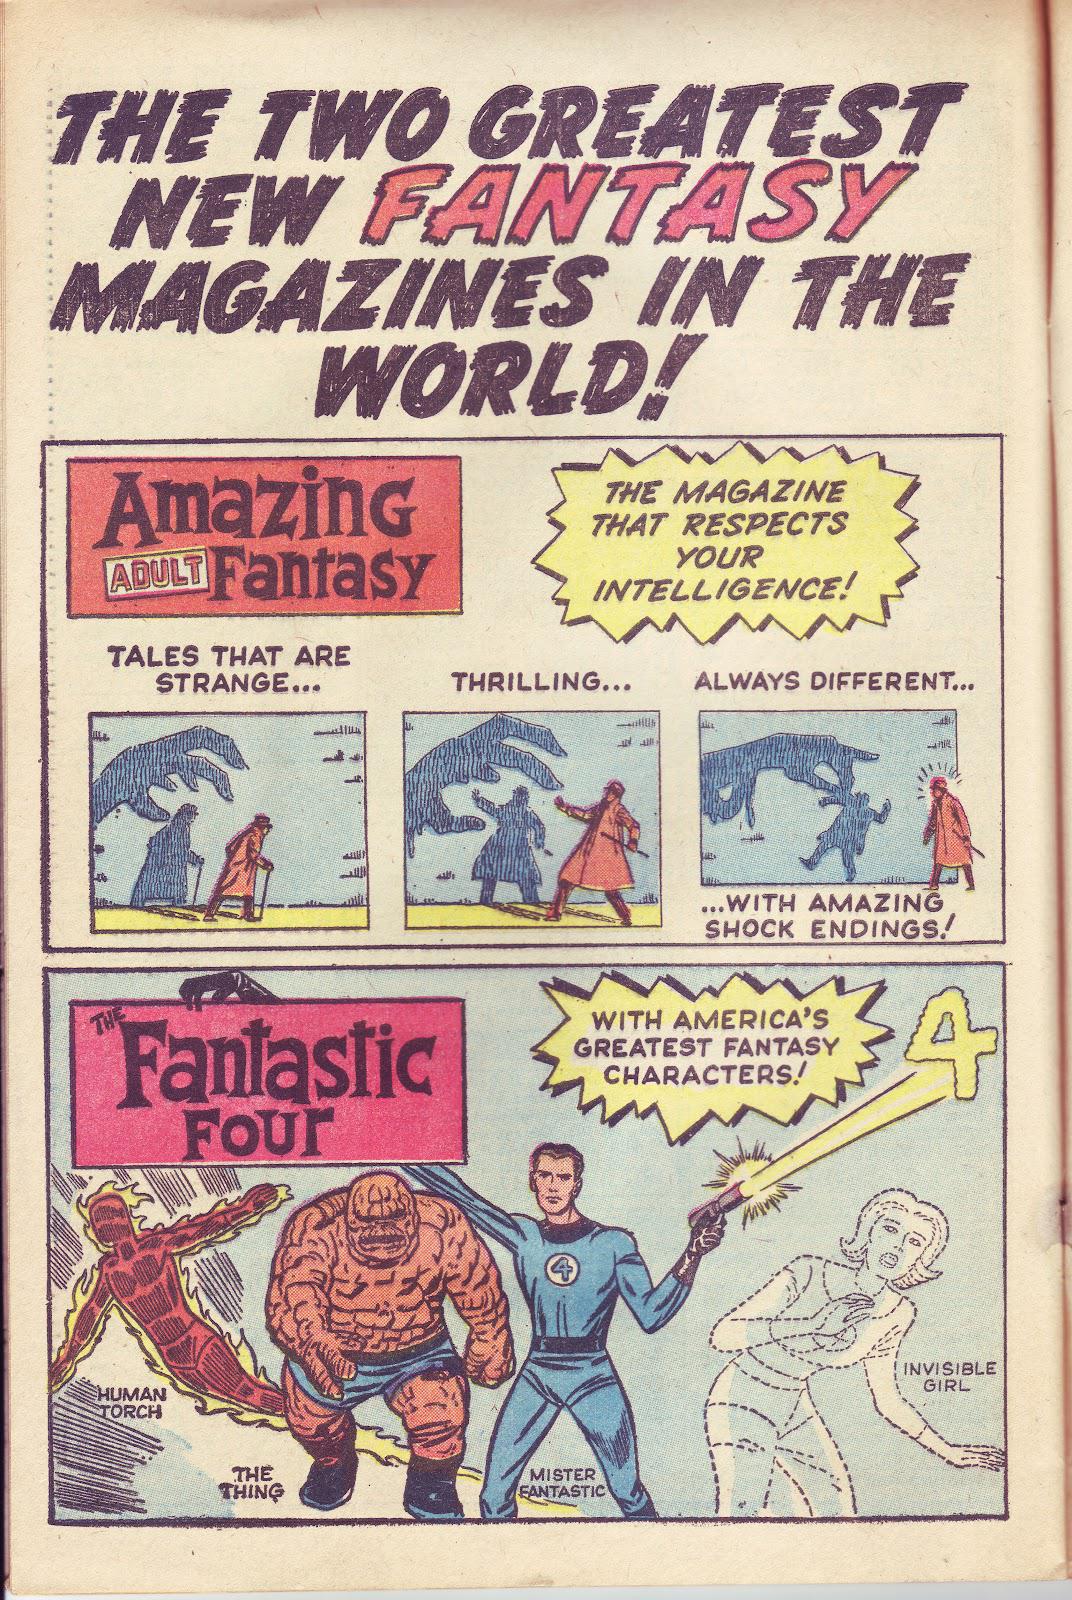 THE TWO GREATEST
NEW FANTASY
MAGAZINES IN THE
WORLD!
Amazing
ADULT Fantasy
THE MAGAZINE
THAT RESPECTS
YOUR
INTELLIGENCE!
TALES THAT ARE
STRANGE...
THRILLING...
ALWAYS DIFFERENT...
...WITH AMAZING
SHOCK ENDINGS!
THE
Fantastic
FOUR
WITH AMERICA'S
GREATEST FANTASY
CHARACTERS!
4
4
HUMAN
TORCH
THE
THING
MISTER
FANTASTIC
INVISIBLE
GIRL